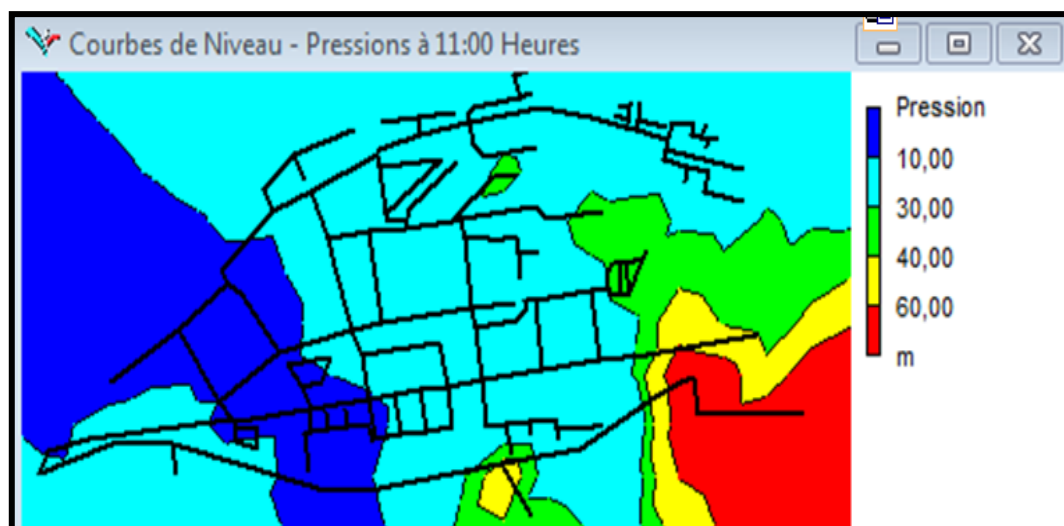 Courbes de Niveau - Pressions à 11:00 Heures
Pression
10,00
30,00
40,00
60,00
m